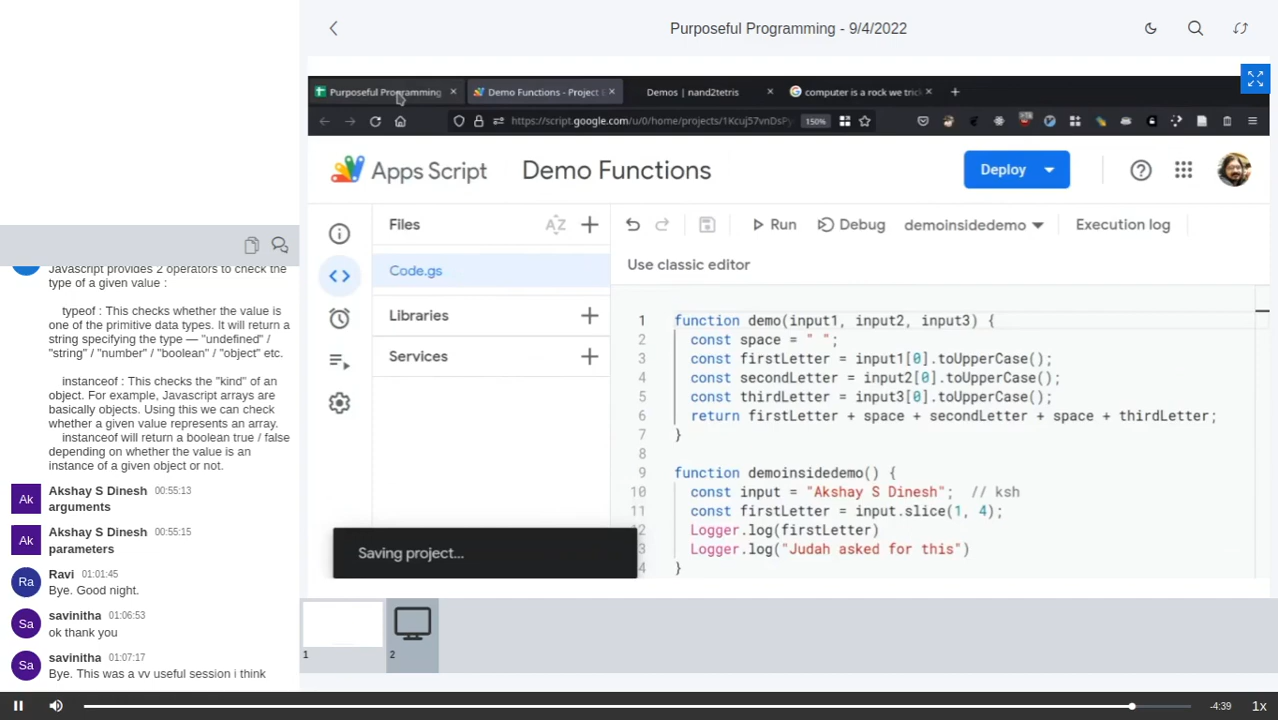 Purposeful Programming - 9/4/2022
Javascript provides 2 operators to check the
type of a given value :
typeof : This checks whether the value is
one of the primitive data types. It will return a
string specifying the type — "undefined" /
"string" / "number" / "boolean" / "object" etc.
instanceof : This checks the "kind" of an
object. For example, Javascript arrays are
basically objects. Using this we can check
whether a given value represents an array.
instanceof will return a boolean true / false
depending on whether the value is an
instance of a given object or not.
Ak
Akshay S Dinesh 00:55:13
arguments
Ak
Akshay S Dinesh 00:55:15
parameters
Ra
Ravi 01:01:45
Bye. Good night.
Sa
savinitha 01:06:53
ok thank you
Sa
savinitha 01:07:17
Bye. This was a vv useful session i think
Purposeful Programming
Demo Functions - Project
Demos | nand2tetris
computer is a rock we tric
https://script.google.com/u/0/home/projects/1Kcuj57vnDsPy
150%
Apps Script
Demo Functions
Deploy
Files
AZ
Run
Debug
demoinsidedemo
Execution log
Code.gs
Use classic editor
Libraries
Services
1 function demo(input1, input2, input3) {
2 const space = " ";
3 const firstLetter = input1[0].toUpperCase();
4 const secondLetter = input2[0].toUpperCase();
5 const thirdLetter = input3[0].toUpperCase();
6 return firstLetter + space + secondLetter + space + thirdLetter;
7 }
8
9 function demoinsidedemo() {
10 const input = "Akshay S Dinesh"; // ksh
11 const firstLetter = input.slice(1, 4);
2 Logger.log(firstLetter)
3 Logger.log("Judah asked for this")
4 }
Saving project...
1
2
-4:39
1x